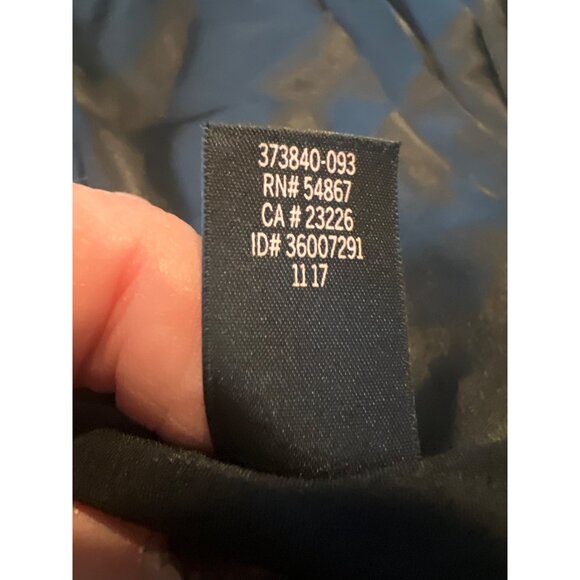 373840-093
RN# 54867
CA # 23226
ID# 36007291
11 17